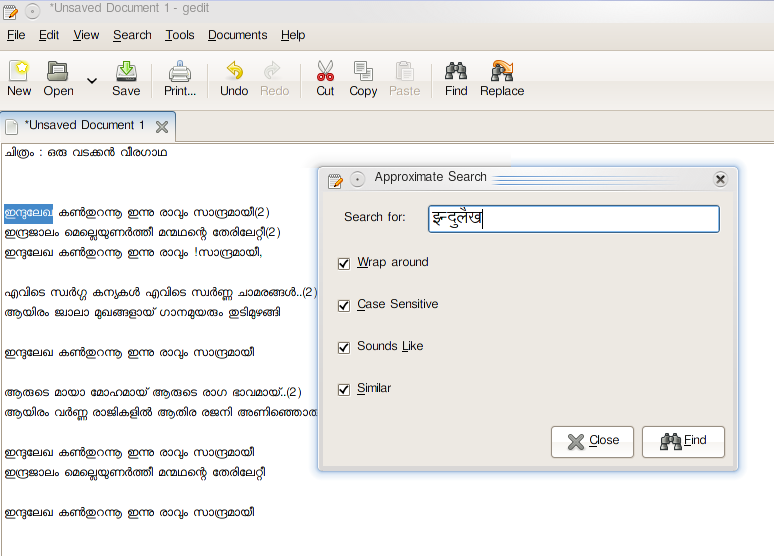 *Unsaved Document 1 - gedit
File Edit View Search Tools Documents Help
New Open Save Print... Undo Redo Cut Copy Paste Find Replace
*Unsaved Document 1
ചിത്രം : ഒരു വടക്കൻ വീരഗാഥ
ഇന്ദുലേഖ കൺതുറന്നൂ ഇന്നു രാവും സാന്ദ്രമായീ(2)
ഇന്ദ്രജാലം മെല്ലെയുണർത്തീ മന്മഥന്റെ തേരിലേറ്റീ(2)
ഇന്ദുലേഖ കൺതുറന്നൂ ഇന്നു രാവും !സാന്ദ്രമായീ,
എവിടെ സ്വർഗ്ഗ കന്യകൾ എവിടെ സ്വർണ്ണ ചാമരങ്ങൾ..(2)
ആയിരം ജ്വാലാ മുഖങ്ങളായ് ഗാനമുയരും തുടിമുഴങ്ങി
ഇന്ദുലേഖ കൺതുറന്നൂ ഇന്നു രാവും സാന്ദ്രമായീ
ആരുടെ മായാ മോഹമായ് ആരുടെ രാഗ ഭാവമായ്..(2)
ആയിരം വർണ്ണ രാജികളിൽ ആതിര രജനി
ഇന്ദുലേഖ കൺതുറന്നൂ ഇന്നു രാവും സാന്ദ്രമായീ
ഇന്ദ്രജാലം മെല്ലെയുണർത്തീ മന്മഥന്റെ തേരിലേറ്റീ
ഇന്ദുലേഖ കൺതുറന്നൂ ഇന്നു രാവും സാന്ദ്രമായീ
Approximate Search
Search for: इन्दुलैख
Wrap around
Case Sensitive
Sounds Like
Similar
Close Find